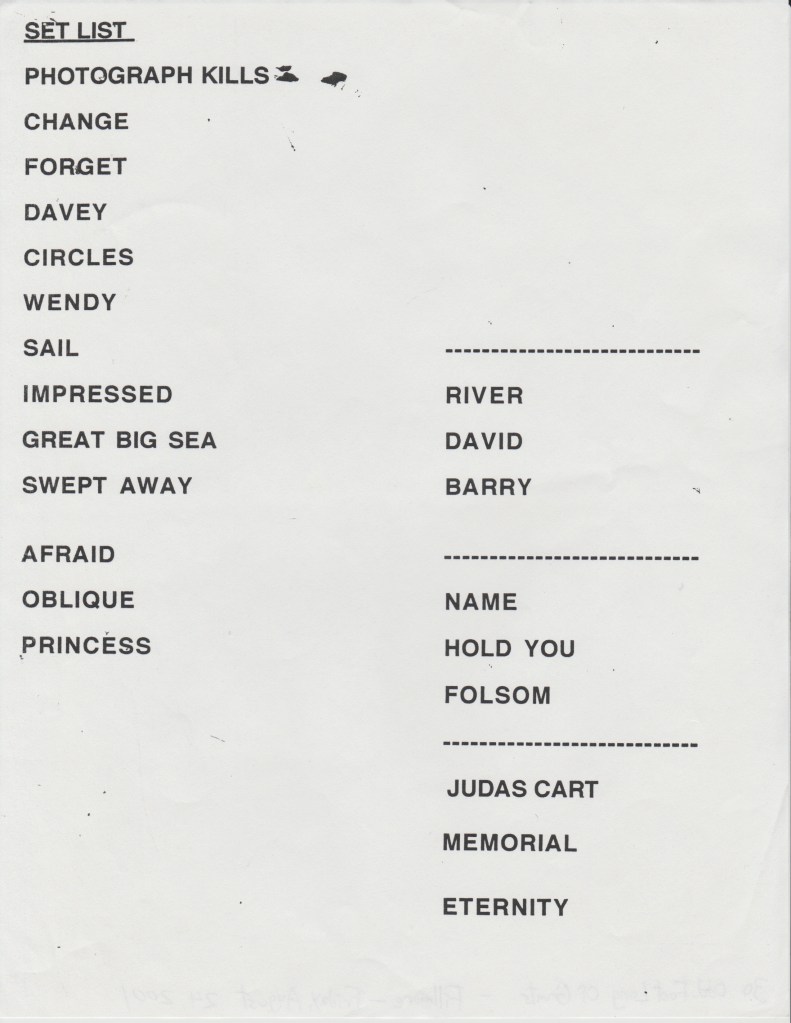 SET LIST
PHOTOGRAPH KILLS
CHANGE
FORGET
DAVEY
CIRCLES
WENDY
SAIL
IMPRESSED
GREAT BIG SEA
SWEPT AWAY
AFRAID
OBLIQUE
PRINCESS
---------------------------
RIVER
DAVID
BARRY
---------------------------
NAME
HOLD YOU
FOLSOM
---------------------------
JUDAS CART
MEMORIAL
ETERNITY